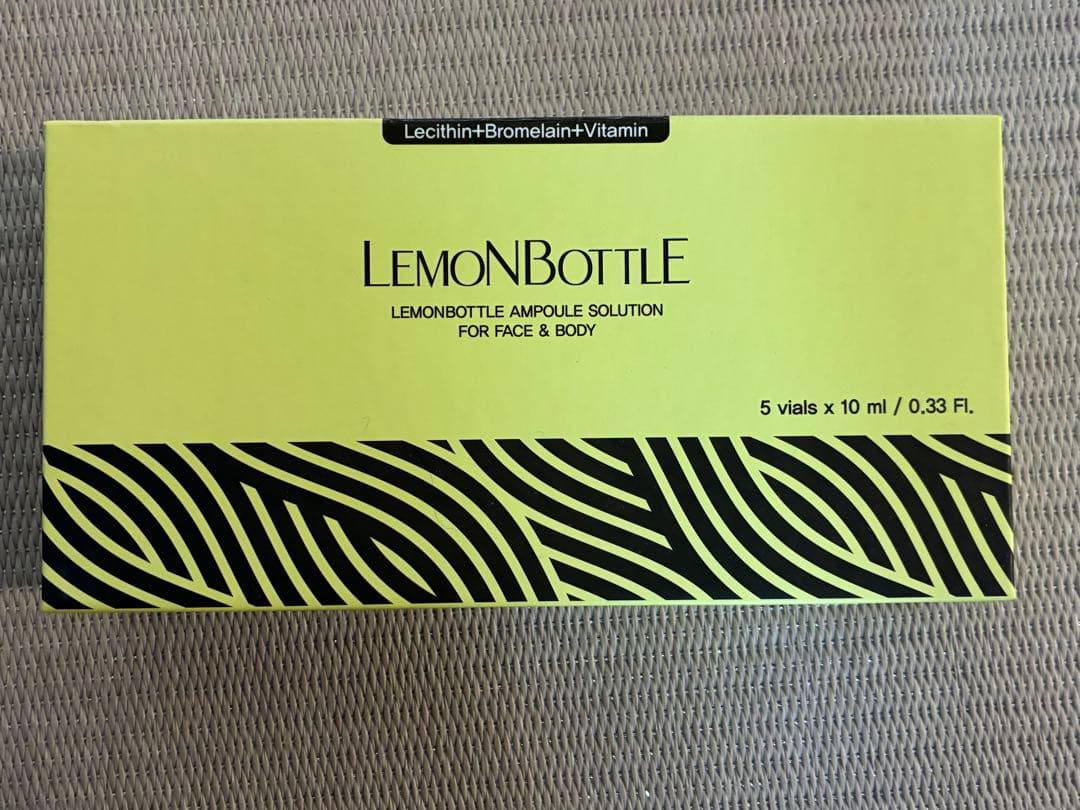 Lecithin+Bromelain+Vitamin
LEMONBOTTLE
LEMONBOTTLE AMPOULE SOLUTION
FOR FACE & BODY
5 vials x 10 ml / 0.33 Fl.